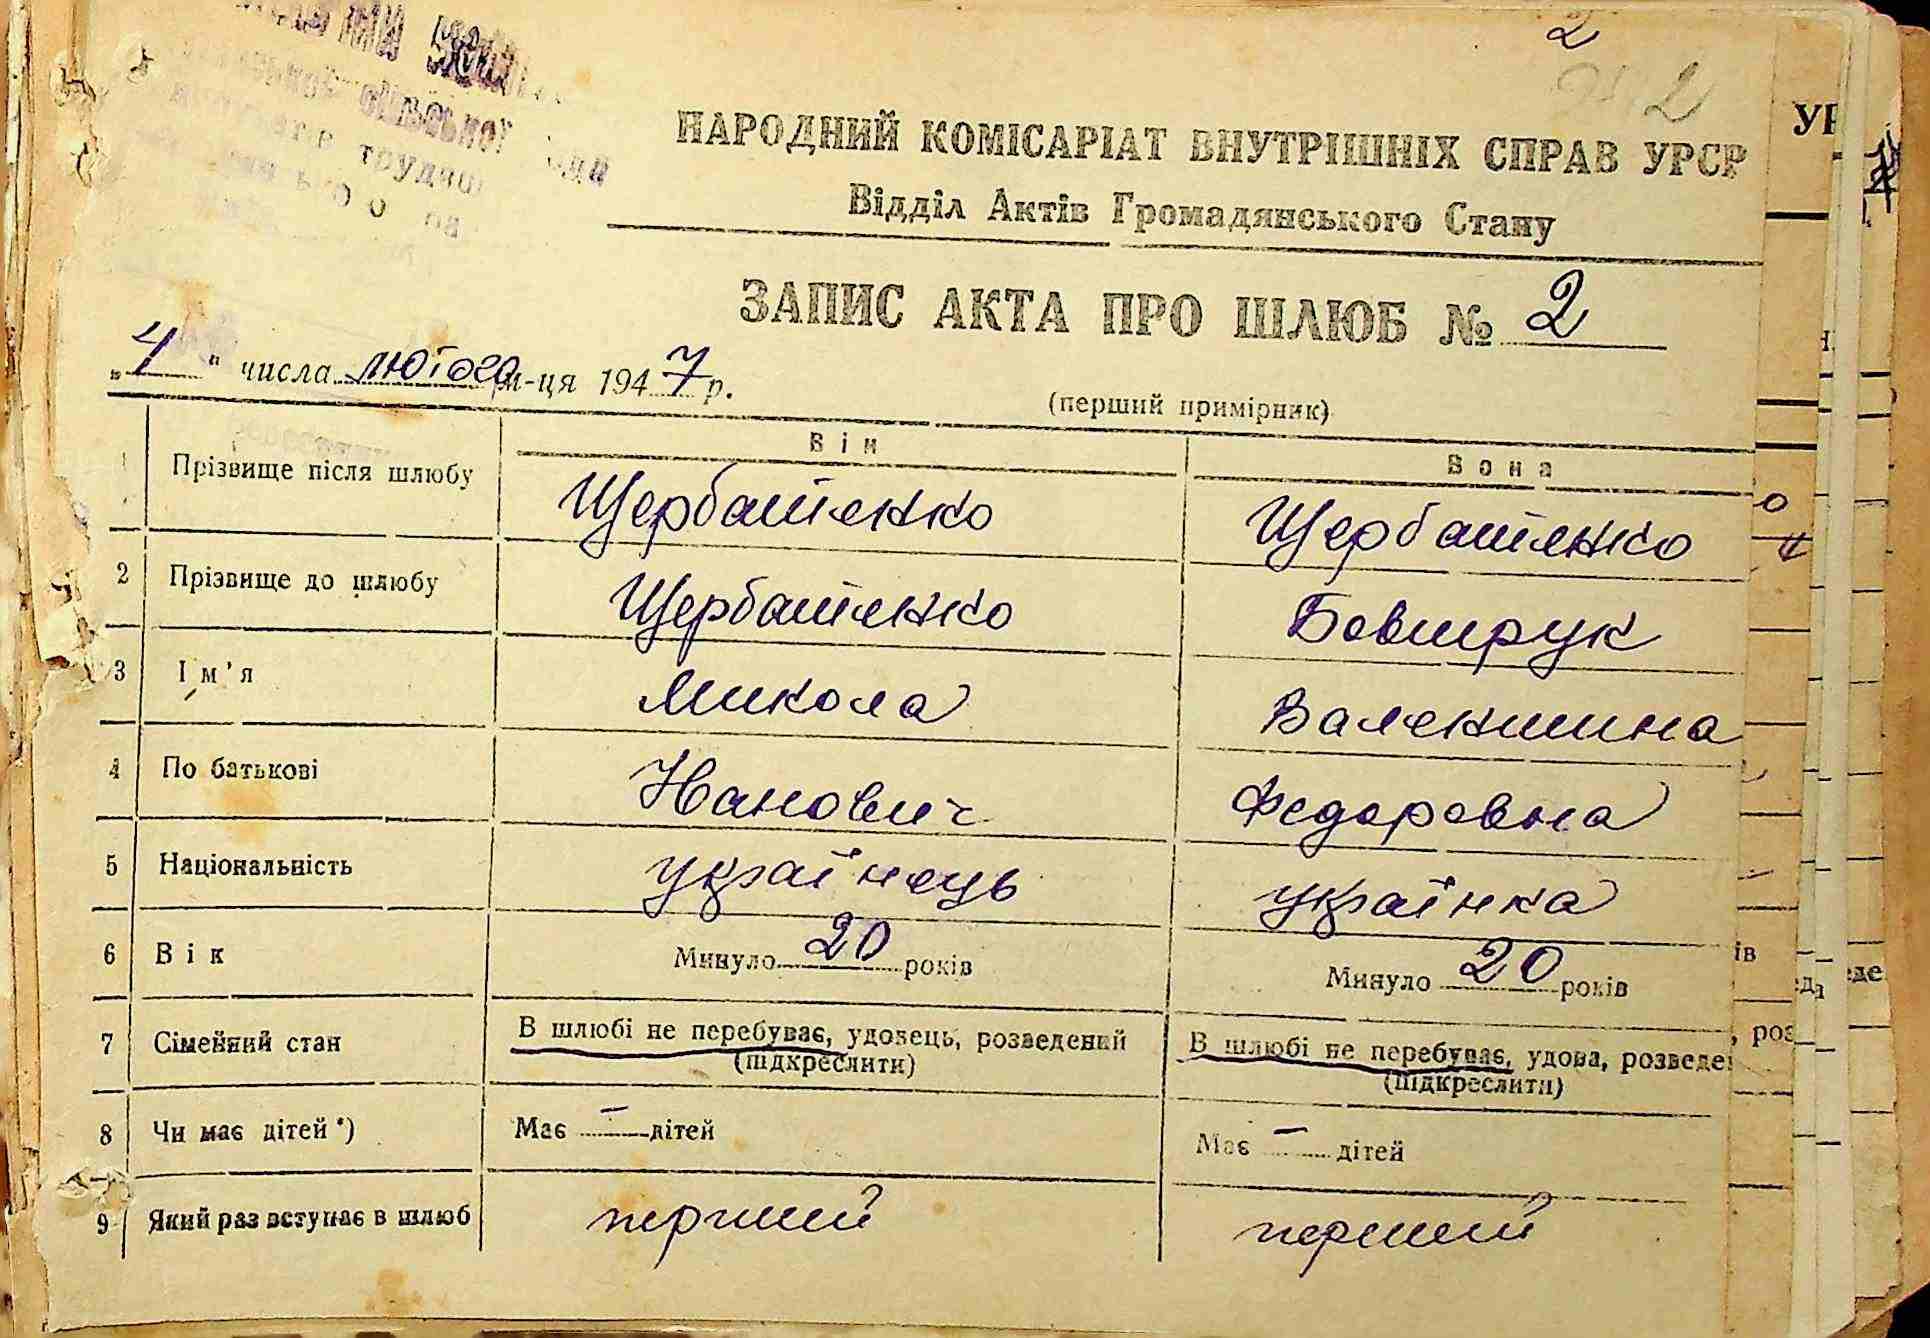 2
2
НАРОДНИЙ КОМІСАРІАТ ВНУТРІШНІХ СПРАВ УРСР
Відділ Актів Громадянського Стану
ЗАПИС АКТА ПРО ШЛЮБ № 2
„4" числа лютого м-ця 1947 р.
(перший примірник)
Він Вона
1 Прізвище після шлюбу Щербатенко Щербатенко
2 Прізвище до шлюбу Щербатенко Бовтрук
3 Ім'я Микола Валентина
4 По батькові Іванович Федоровна
5 Національність українець українка
6 Вік Минуло 20 років Минуло 20 років
7 Сімейний стан В шлюбі не перебуває, удовець, розведений В шлюбі не перебуває, удова, розведе
(підкреслити) (підкреслити)
8 Чи має дітей*) Має — дітей Має — дітей
9 Який раз вступає в шлюб перший перший